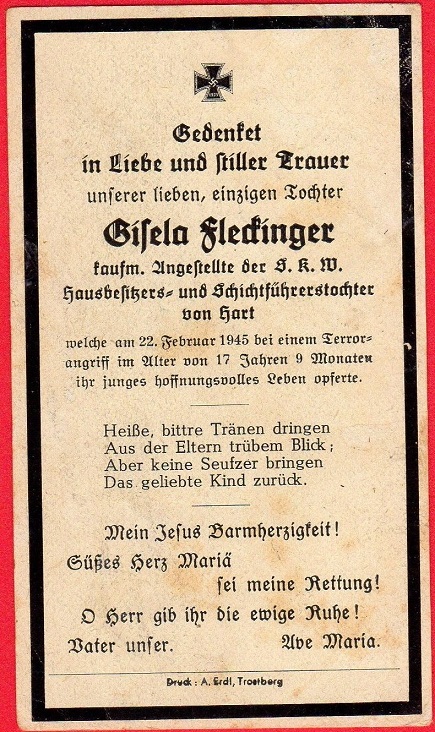 Gedenket
in Liebe und stiller Trauer
unserer lieben, einzigen Tochter
Gisela Fleckinger
kaufm. Angestellte der S. K. W.
Hausbesitzers- und Schichtführerstochter
von Hart
welche am 22. Februar 1945 bei einem Terror-
angriff im Alter von 17 Jahren 9 Monaten
ihr junges hoffnungsvolles Leben opferte.
Heiße, bittre Tränen dringen
Aus der Eltern trübem Blick;
Aber keine Seufzer bringen
Das geliebte Kind zurück.
Mein Jesus Barmherzigkeit!
Süßes Herz Mariä
sei meine Rettung!
O Herr gib ihr die ewige Ruhe!
Vater unser. Ave Maria.
Druck: A. Erdl, Trostberg